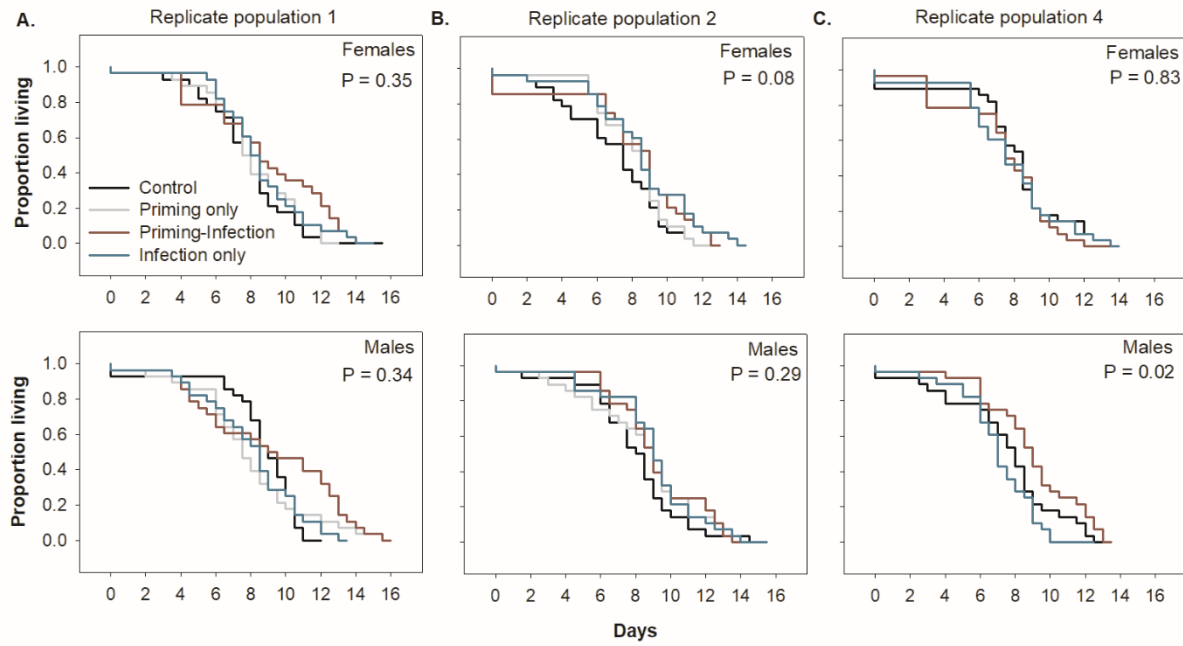 A.
Replicate population 1
B.
Replicate population 2
C.
Replicate population 4
Proportion living
1.0
0.8
0.6
0.4
0.2
0.0
Females
P = 0.35
Control
Priming only
Priming-Infection
Infection only
0 2 4 6 8 10 12 14 16
Females
P = 0.08
0 2 4 6 8 10 12 14 16
Females
P = 0.83
0 2 4 6 8 10 12 14 16
Proportion living
1.0
0.8
0.6
0.4
0.2
0.0
Males
P = 0.34
0 2 4 6 8 10 12 14 16
Males
P = 0.29
0 2 4 6 8 10 12 14 16
Males
P = 0.02
0 2 4 6 8 10 12 14 16
Days